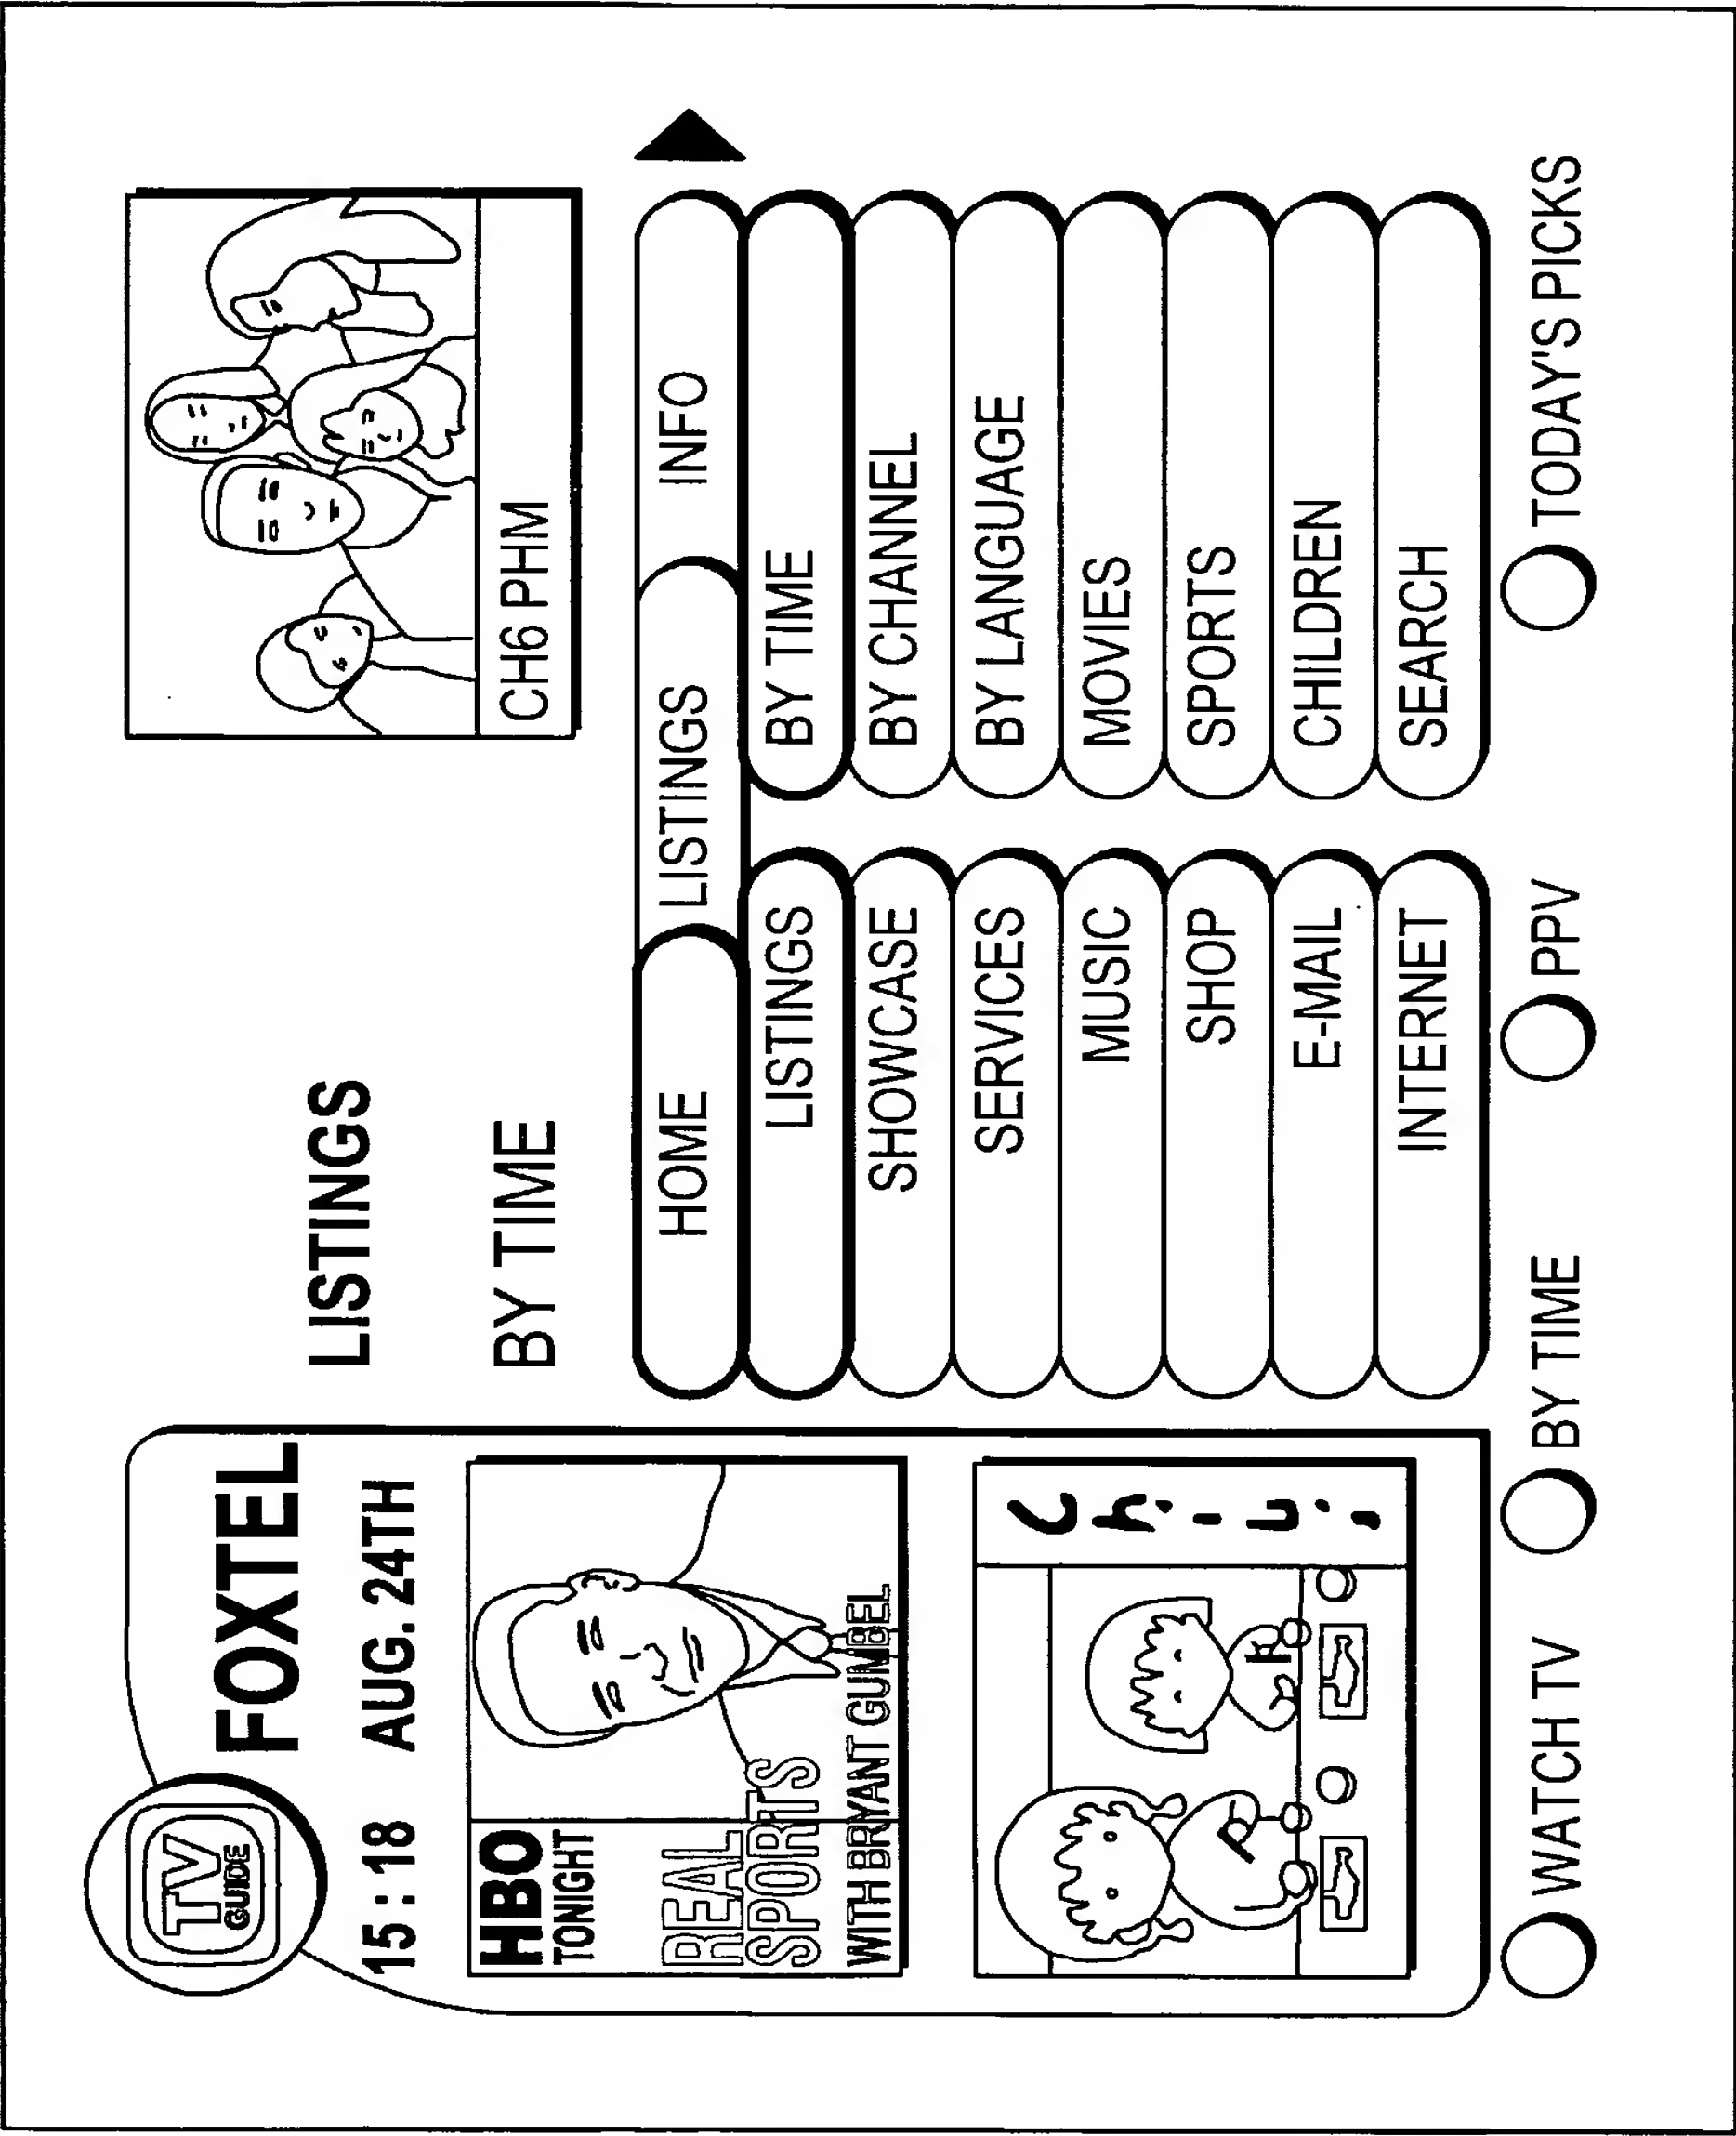 TV
GUIDE
FOXTEL
15:18 AUG. 24TH
HBO
TONIGHT
REAL
SPORTS
WITH BRYANT GUMBEL
LISTINGS
BY TIME
CH6 PHM
HOME LISTINGS INFO
LISTINGS
SHOWCASE
SERVICES
MUSIC
SHOP
E-MAIL
INTERNET
BY TIME
BY CHANNEL
BY LANGUAGE
MOVIES
SPORTS
CHILDREN
SEARCH
WATCH TV BY TIME PPV TODAY'S PICKS